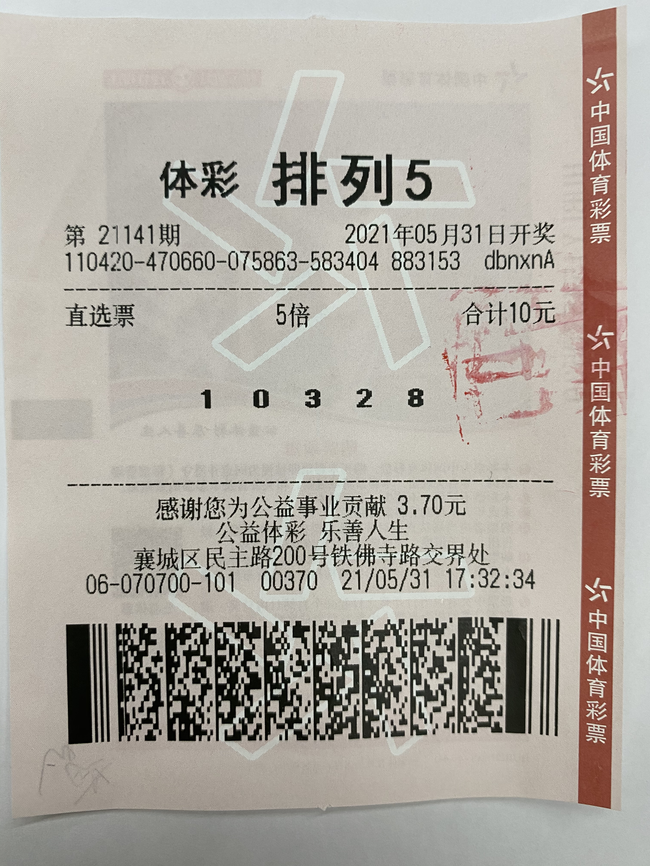 体彩 排列5
第 21141期 2021年05月31日开奖
110420-470660-075863-583404 883153 dbnxnA
直选票 5倍 合计10元
1 0 3 2 8
感谢您为公益事业贡献 3.70元
公益体彩 乐善人生
襄城区民主路200号铁佛寺路交界处
06-070700-101 00370 21/05/31 17:32:34
中国体育彩票
中国体育彩票
中国体育彩票